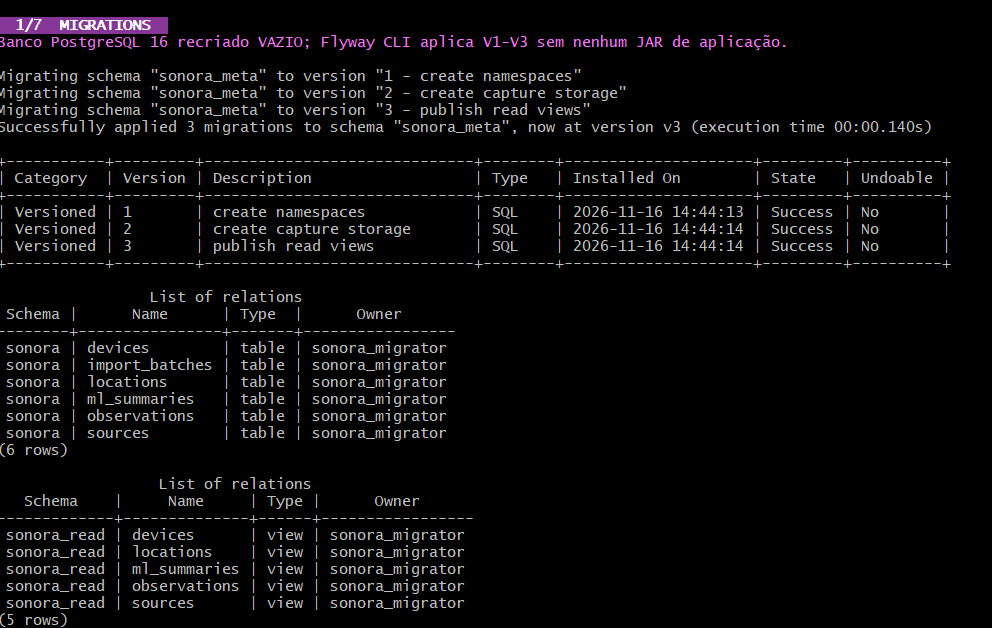 1/7 MIGRATIONS
Banco PostgreSQL 16 recriado VAZIO; Flyway CLI aplica V1-V3 sem nenhum JAR de aplicação.
Migrating schema "sonora_meta" to version "1 - create namespaces"
Migrating schema "sonora_meta" to version "2 - create capture storage"
Migrating schema "sonora_meta" to version "3 - publish read views"
Successfully applied 3 migrations to schema "sonora_meta", now at version v3 (execution time 00:00.140s)
+-----------+---------+------------------------------+--------+---------------------+---------+----------+
| Category  | Version | Description                  | Type   | Installed On        | State   | Undoable |
+-----------+---------+------------------------------+--------+---------------------+---------+----------+
| Versioned | 1       | create namespaces            | SQL    | 2026-11-16 14:44:13 | Success | No       |
| Versioned | 2       | create capture storage       | SQL    | 2026-11-16 14:44:14 | Success | No       |
| Versioned | 3       | publish read views           | SQL    | 2026-11-16 14:44:14 | Success | No       |
+-----------+---------+------------------------------+--------+---------------------+---------+----------+
                List of relations
 Schema |      Name      | Type  |      Owner
--------+----------------+-------+-----------------
 sonora | devices        | table | sonora_migrator
 sonora | import_batches | table | sonora_migrator
 sonora | locations      | table | sonora_migrator
 sonora | ml_summaries   | table | sonora_migrator
 sonora | observations   | table | sonora_migrator
 sonora | sources        | table | sonora_migrator
(6 rows)
                 List of relations
   Schema    |     Name     | Type |      Owner
-------------+--------------+------+-----------------
 sonora_read | devices      | view | sonora_migrator
 sonora_read | locations    | view | sonora_migrator
 sonora_read | ml_summaries | view | sonora_migrator
 sonora_read | observations | view | sonora_migrator
 sonora_read | sources      | view | sonora_migrator
(5 rows)